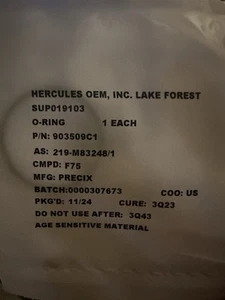 HERCULES OEM, INC. LAKE FOREST
SUP019103
O-RING 1 EACH
P/N: 903509C1
AS: 219-M83248/1
CMPD: F75
MFG: PRECIX
BATCH:0000307673 COO: US
PKG'D: 11/24 CURE: 3Q23
DO NOT USE AFTER: 3Q43
AGE SENSITIVE MATERIAL